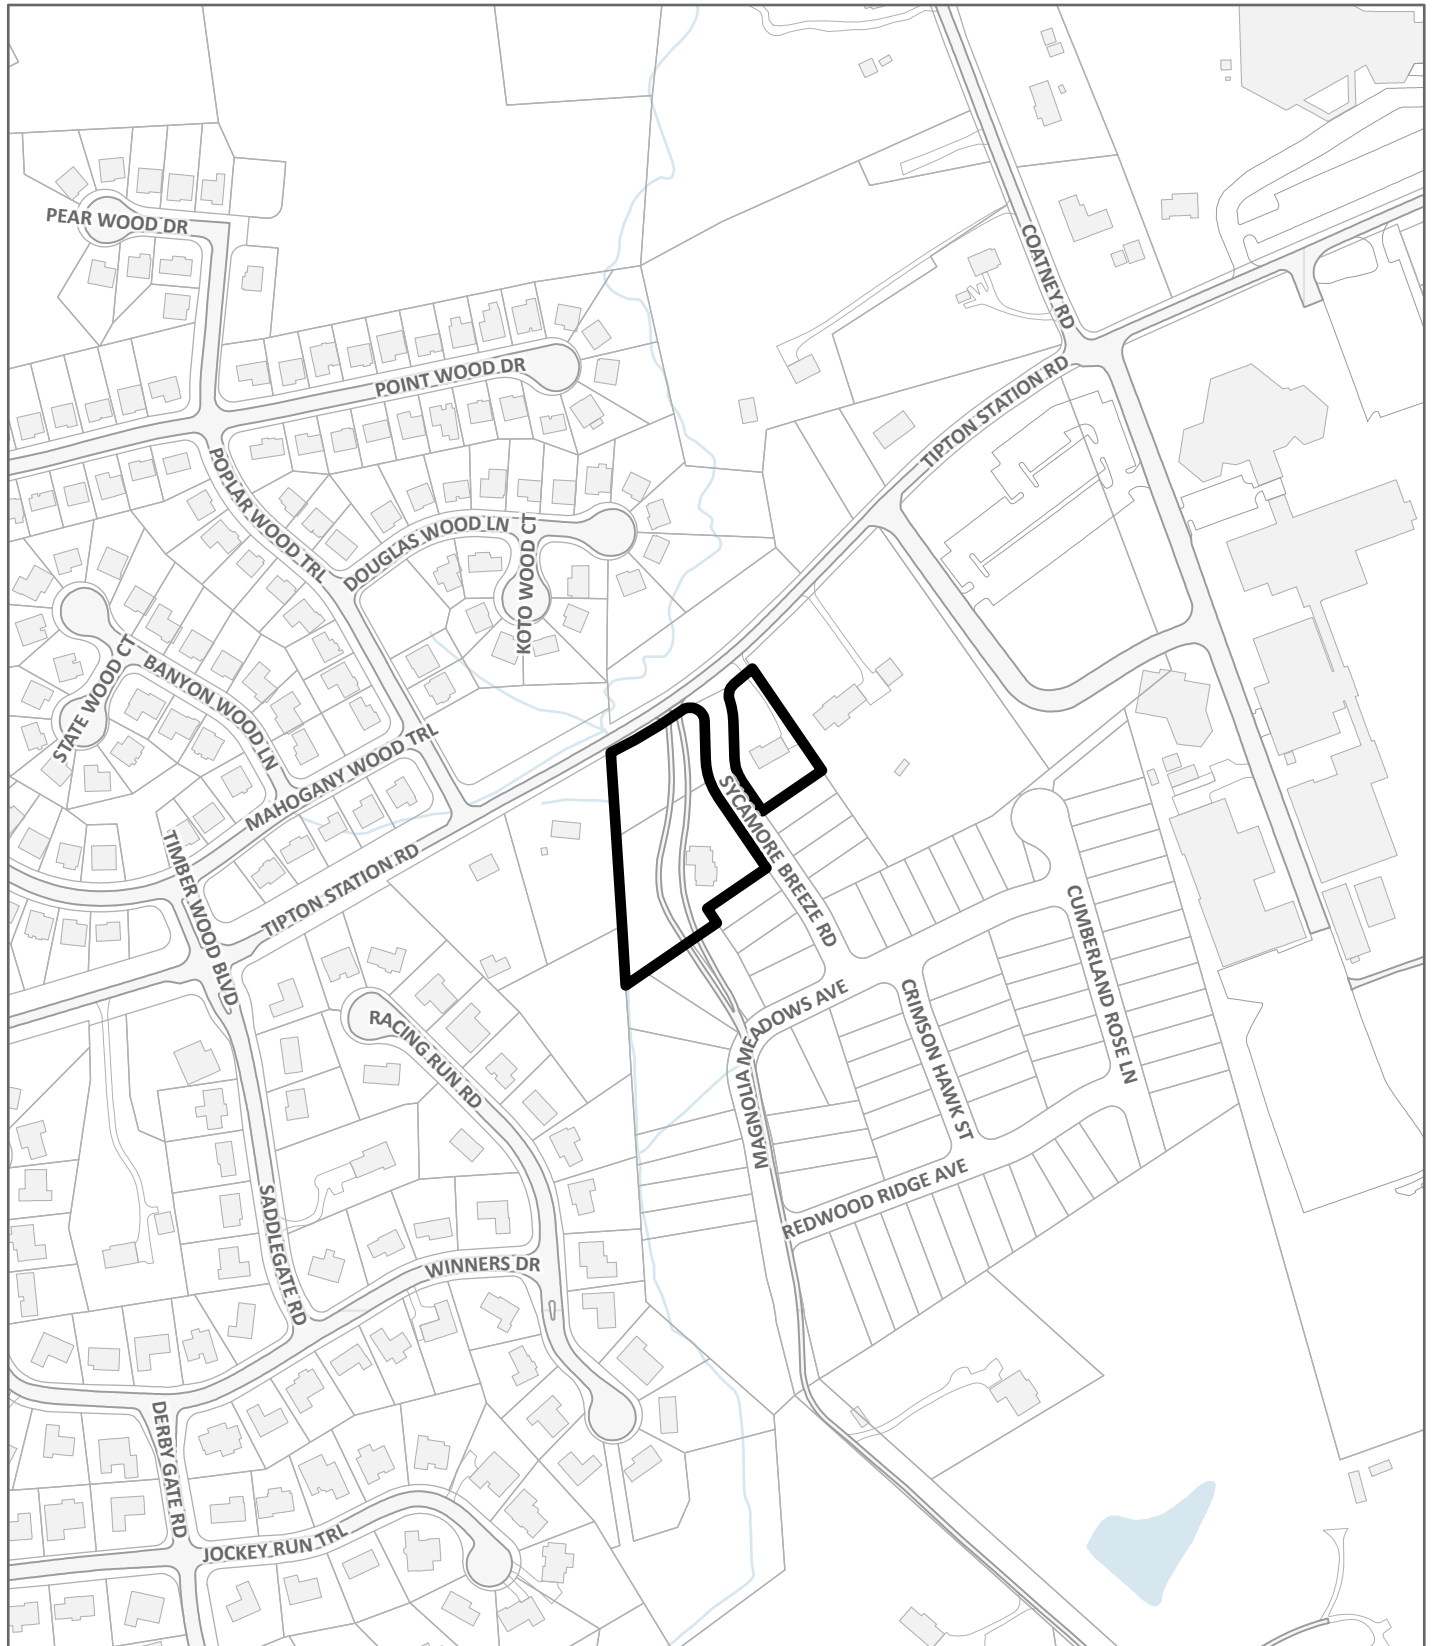 PEAR WOOD DR
COATNEY RD
POINT WOOD DR
TIPTON STATION RD
POPLAR WOOD TRL
DOUGLAS WOOD LN
KOTO WOOD CT
STATE WOOD CT
BANYON WOOD LN
MAHOGANY WOOD TRL
SYCAMORE BREEZE RD
TIMBER WOOD BLVD
TIPTON STATION RD
CUMBERLAND ROSE LN
RACING RUN RD
MEADOWS AVE
CRIMSON HAWK ST
MAGNOLIA
REDWOOD RIDGE AVE
SADDLEGATE RD
WINNERS DR
DERBY GATE RD
JOCKEY RUN TRL